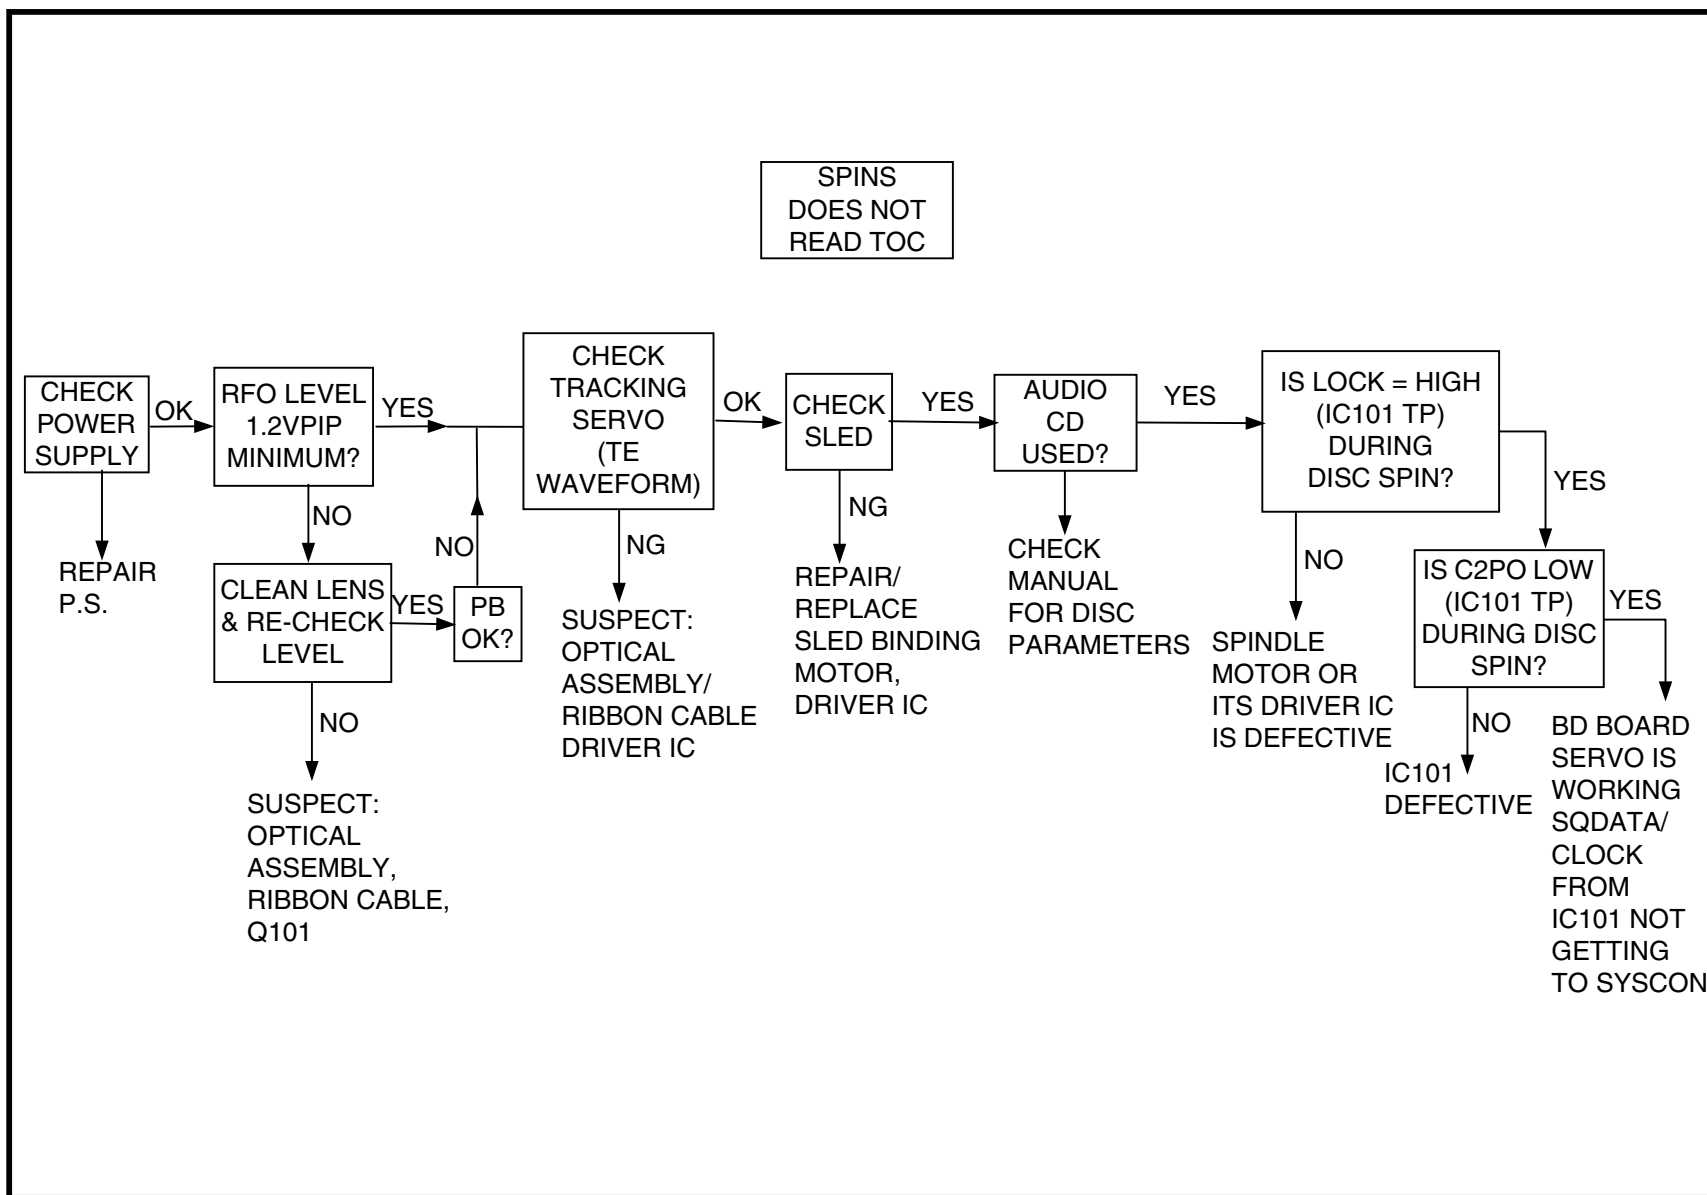 SPINS
DOES NOT
READ TOC
CHECK
POWER
SUPPLY
OK
REPAIR
P.S.
RFO LEVEL
1.2VPIP
MINIMUM?
YES
NO
CLEAN LENS
& RE-CHECK
LEVEL
YES
NO
SUSPECT:
OPTICAL
ASSEMBLY,
RIBBON CABLE,
Q101
PB
OK?
NO
CHECK
TRACKING
SERVO
(TE
WAVEFORM)
OK
NG
SUSPECT:
OPTICAL
ASSEMBLY/
RIBBON CABLE
DRIVER IC
CHECK
SLED
YES
NG
REPAIR/
REPLACE
SLED BINDING
MOTOR,
DRIVER IC
AUDIO
CD
USED?
YES
CHECK
MANUAL
FOR DISC
PARAMETERS
IS LOCK = HIGH
(IC101 TP)
DURING
DISC SPIN?
YES
NO
SPINDLE
MOTOR OR
ITS DRIVER IC
IS DEFECTIVE
IS C2PO LOW
(IC101 TP)
DURING DISC
SPIN?
YES
NO
IC101
DEFECTIVE
BD BOARD
SERVO IS
WORKING
SQDATA/
CLOCK
FROM
IC101 NOT
GETTING
TO SYSCON